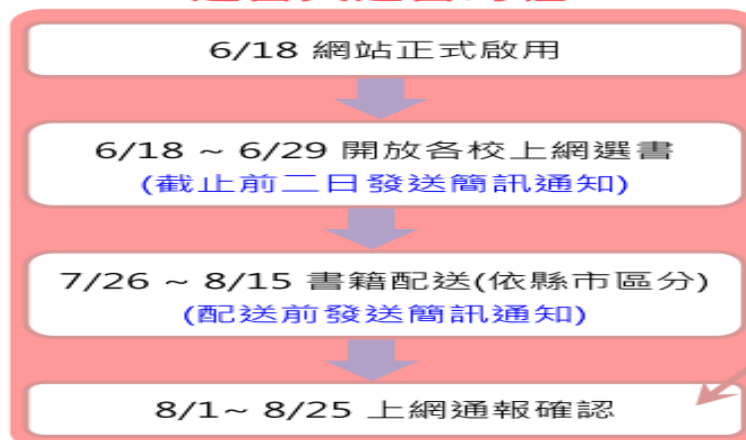 6/18 網站正式啟用
6/18 ~ 6/29 開放各校上網選書
(截止前二日發送簡訊通知)
7/26 ~ 8/15 書籍配送(依縣市區分)
(配送前發送簡訊通知)
8/1~ 8/25 上網通報確認